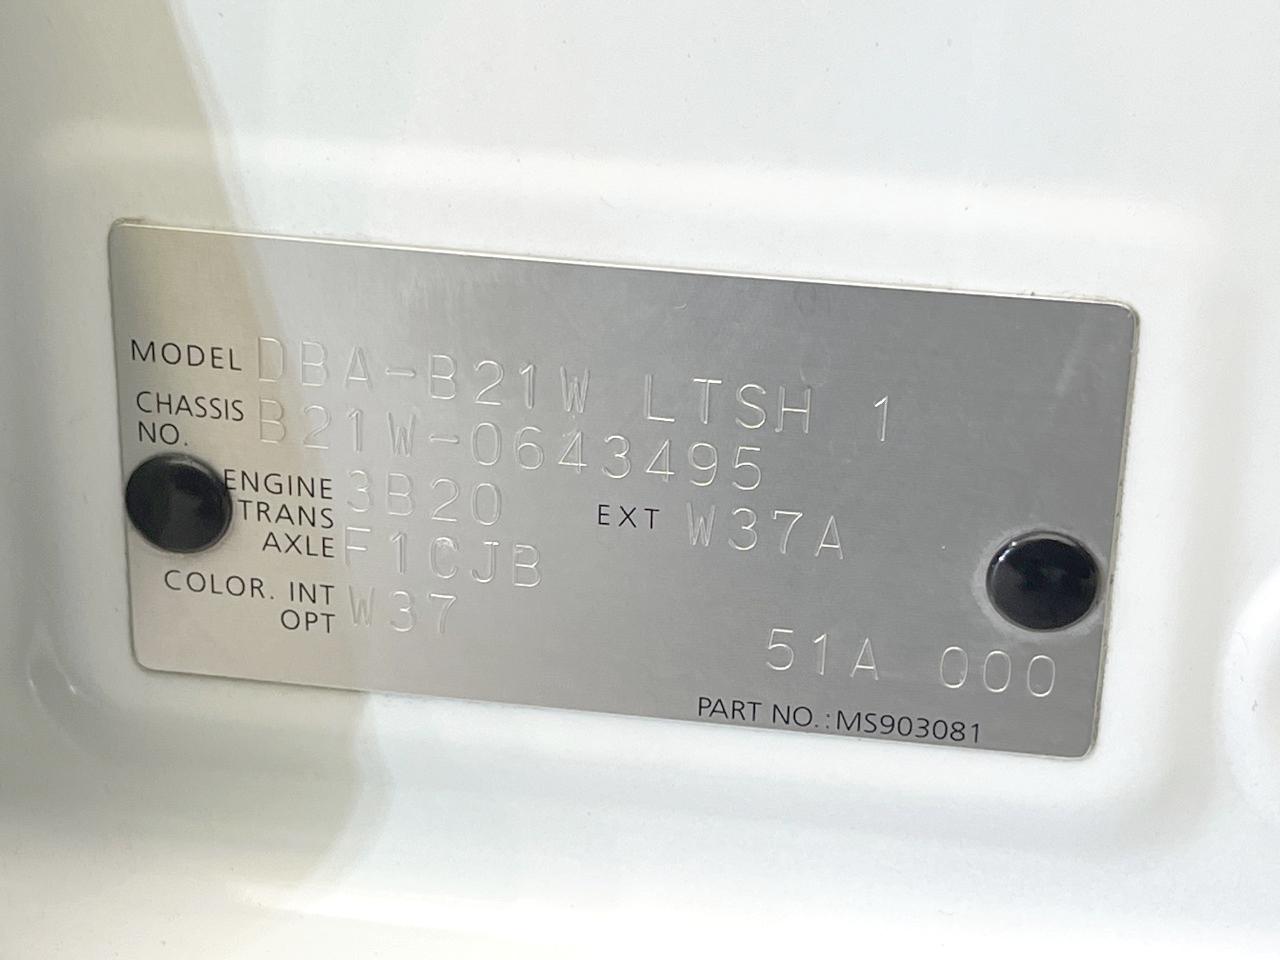 MODEL DBA-B21W LTSH 1
CHASSIS NO. B21W-0643495
ENGINE 3B20 EXT W37A
TRANS AXLE F1CJB
COLOR. INT W37
OPT 51A 000
PART NO.:MS903081